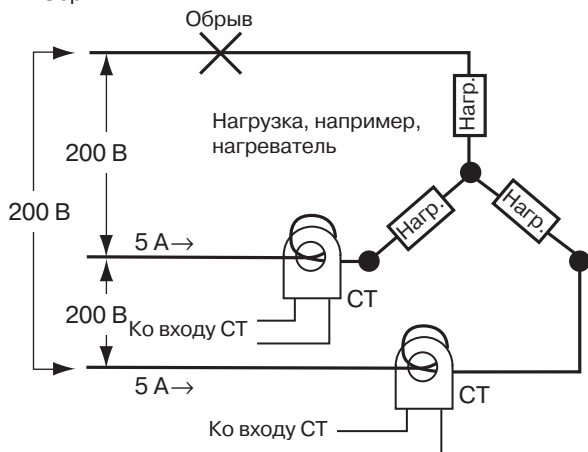 Обрыв
Нагр.
Нагрузка, например,
нагреватель
200 В
200 В
Нагр.
Нагр.
5 А→
СТ
200 В
Ко входу СТ
5 А→
СТ
Ко входу СТ